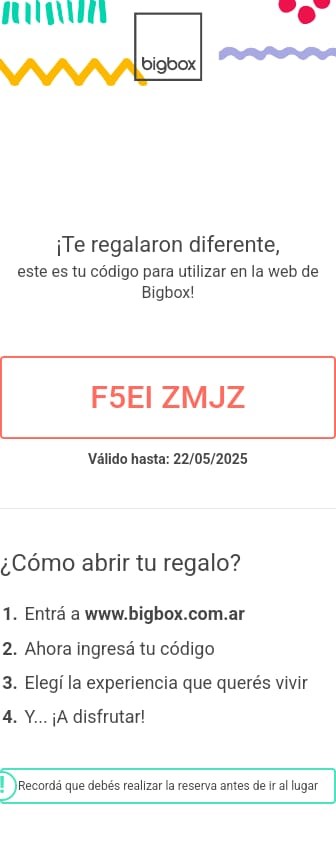 bigbox
¡Te regalaron diferente,
este es tu código para utilizar en la web de
Bigbox!
F5EI ZMJZ
Válido hasta: 22/05/2025
¿Cómo abrir tu regalo?
1. Entrá a www.bigbox.com.ar
2. Ahora ingresá tu código
3. Elegí la experiencia que querés vivir
4. Y... ¡A disfrutar!
! Recordá que debés realizar la reserva antes de ir al lugar